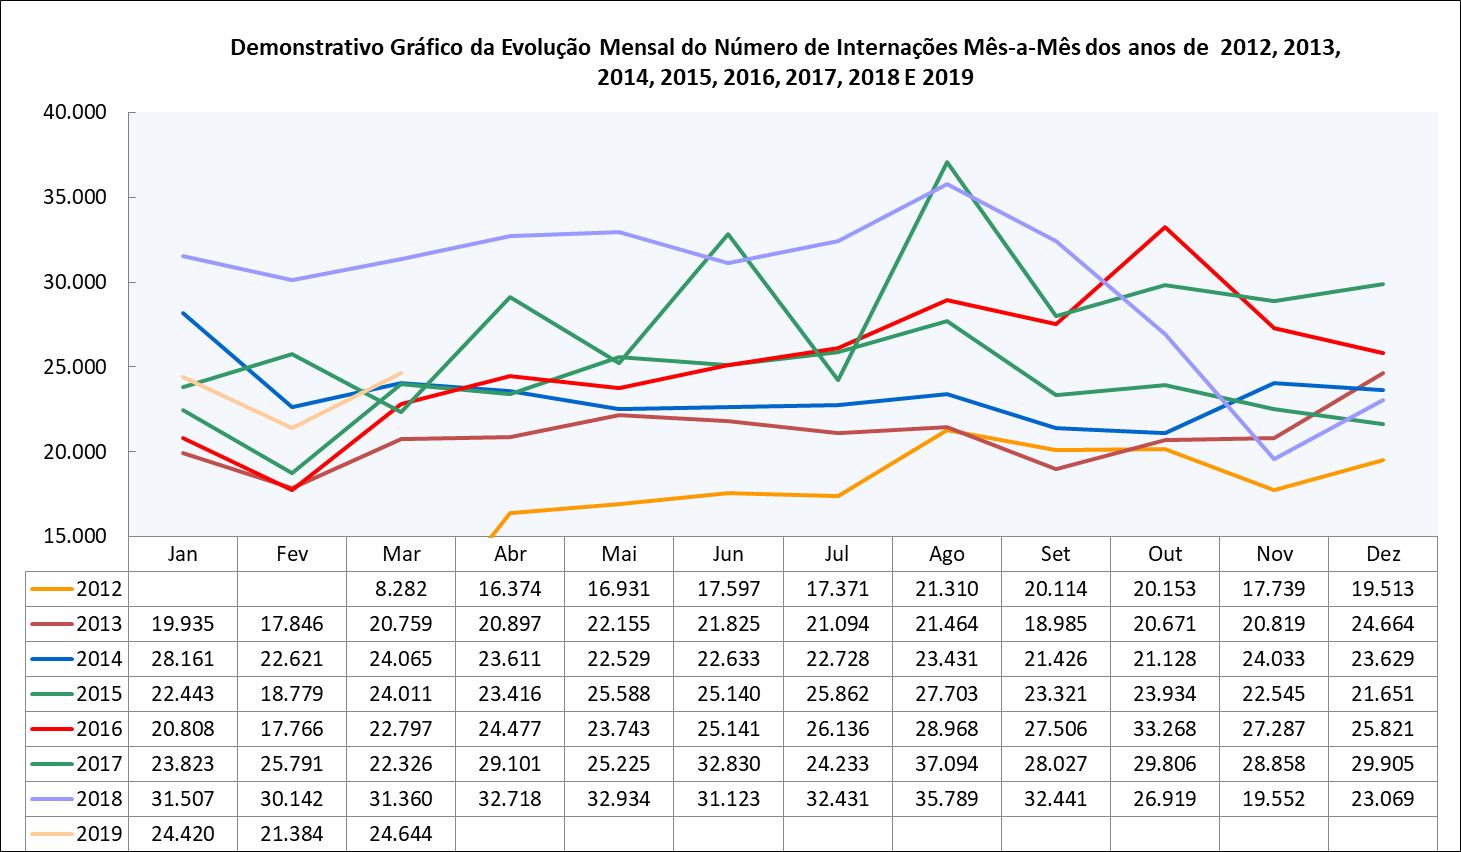 Demonstrativo Gráfico da Evolução Mensal do Número de Internações Mês-a-Mês dos anos de 2012, 2013,
2014, 2015, 2016, 2017, 2018 E 2019
40.000
35.000
30.000
25.000
20.000
15.000
Jan Fev Mar Abr Mai Jun Jul Ago Set Out Nov Dez
2012 8.282 16.374 16.931 17.597 17.371 21.310 20.114 20.153 17.739 19.513
2013 19.935 17.846 20.759 20.897 22.155 21.825 21.094 21.464 18.985 20.671 20.819 24.664
2014 28.161 22.621 24.065 23.611 22.529 22.633 22.728 23.431 21.426 21.128 24.033 23.629
2015 22.443 18.779 24.011 23.416 25.588 25.140 25.862 27.703 23.321 23.934 22.545 21.651
2016 20.808 17.766 22.797 24.477 23.743 25.141 26.136 28.968 27.506 33.268 27.287 25.821
2017 23.823 25.791 22.326 29.101 25.225 32.830 24.233 37.094 28.027 29.806 28.858 29.905
2018 31.507 30.142 31.360 32.718 32.934 31.123 32.431 35.789 32.441 26.919 19.552 23.069
2019 24.420 21.384 24.644